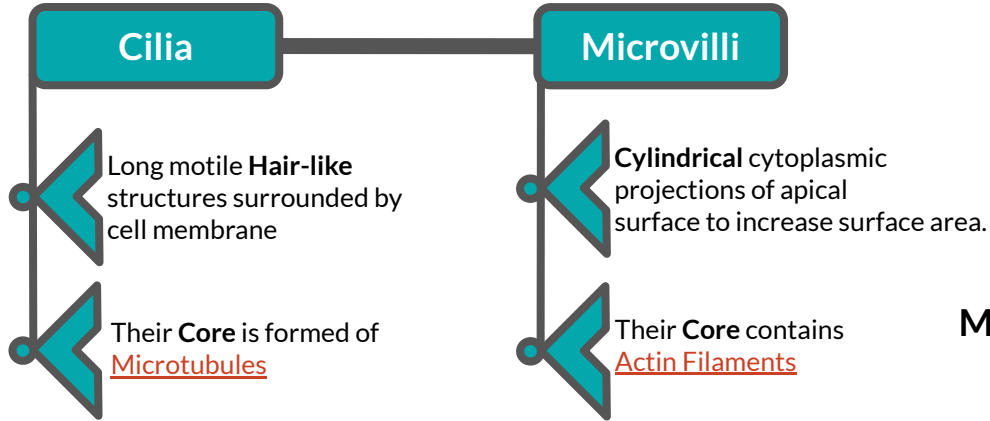 Cilia
Microvilli
Long motile Hair-like
structures surrounded by
cell membrane
Cylindrical cytoplasmic
projections of apical
surface to increase surface area.
Their Core is formed of
Microtubules
Their Core contains
Actin Filaments
M